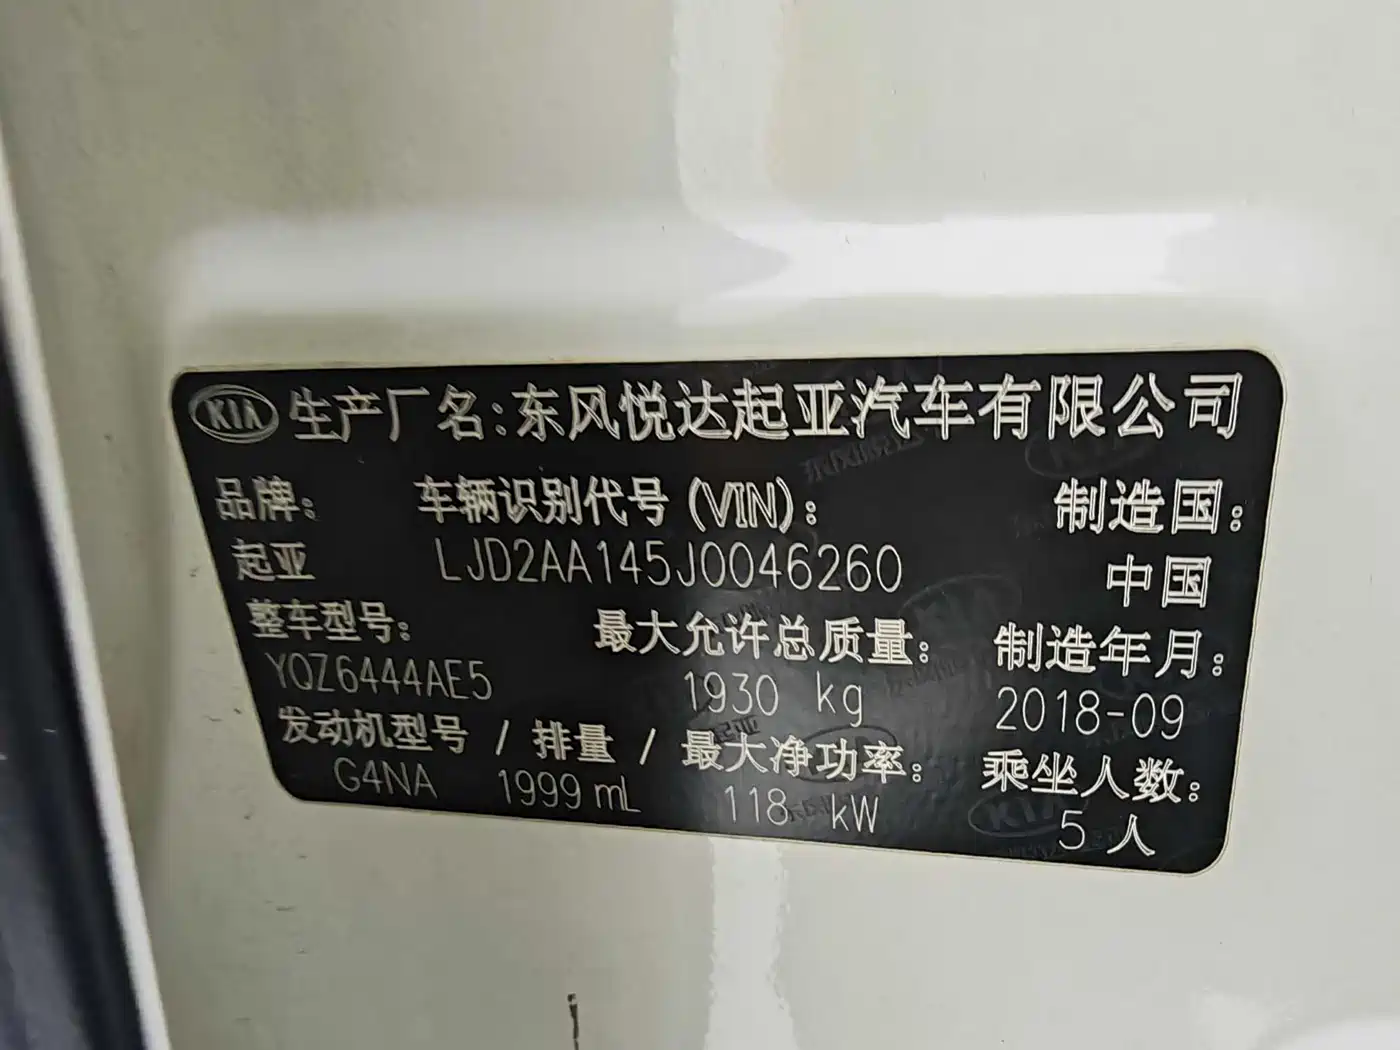 KIA 生产厂名:东风悦达起亚汽车有限公司
品牌: 车辆识别代号(VIN): 制造国:
起亚 LJD2AA145J0046260 中国
整车型号: 最大允许总质量: 制造年月:
YQZ6444AE5 1930 kg 2018-09
发动机型号 / 排量 / 最大净功率: 乘坐人数:
G4NA 1999 mL 118 kW 5 人